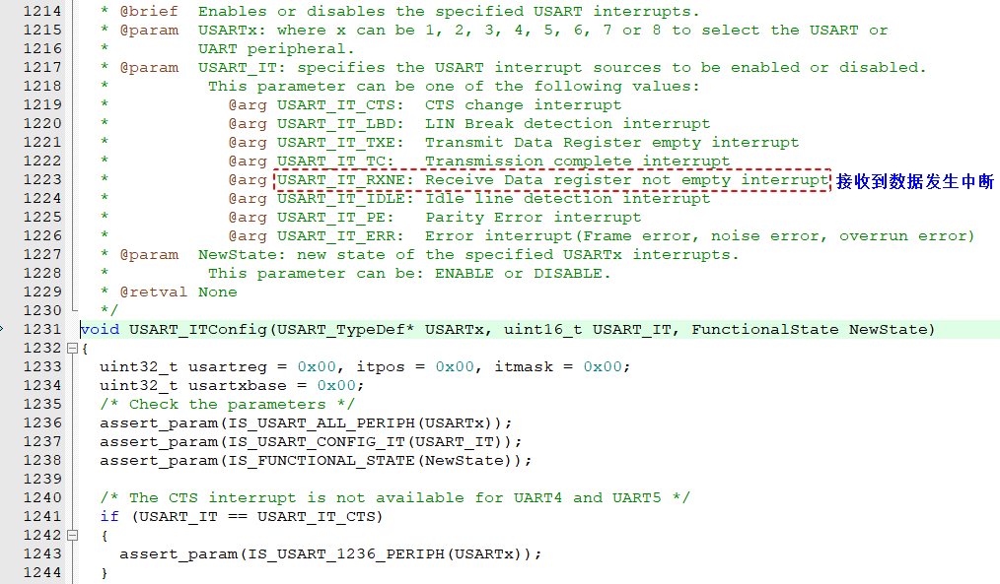 1214 * @brief Enables or disables the specified USART interrupts.
1215 * @param USARTx: where x can be 1, 2, 3, 4, 5, 6, 7 or 8 to select the USART or
1216 * UART peripheral.
1217 * @param USART_IT: specifies the USART interrupt sources to be enabled or disabled.
1218 * This parameter can be one of the following values:
1219 * @arg USART_IT_CTS: CTS change interrupt
1220 * @arg USART_IT_LBD: LIN Break detection interrupt
1221 * @arg USART_IT_TXE: Transmit Data Register empty interrupt
1222 * @arg USART_IT_TC: Transmission complete interrupt
1223 * @arg USART_IT_RXNE: Receive Data register not empty interrupt 接收到数据发生中断
1224 * @arg USART_IT_IDLE: Idle line detection interrupt
1225 * @arg USART_IT_PE: Parity Error interrupt
1226 * @arg USART_IT_ERR: Error interrupt(Frame error, noise error, overrun error)
1227 * @param NewState: new state of the specified USARTx interrupts.
1228 * This parameter can be: ENABLE or DISABLE.
1229 * @retval None
1230 */
1231 void USART_ITConfig(USART_TypeDef* USARTx, uint16_t USART_IT, FunctionalState NewState)
1232 {
1233 uint32_t usartreg = 0x00, itpos = 0x00, itmask = 0x00;
1234 uint32_t usartxbase = 0x00;
1235 /* Check the parameters */
1236 assert_param(IS_USART_ALL_PERIPH(USARTx));
1237 assert_param(IS_USART_CONFIG_IT(USART_IT));
1238 assert_param(IS_FUNCTIONAL_STATE(NewState));
1239
1240 /* The CTS interrupt is not available for UART4 and UART5 */
1241 if (USART_IT == USART_IT_CTS)
1242 {
1243 assert_param(IS_USART_1236_PERIPH(USARTx));
1244 }